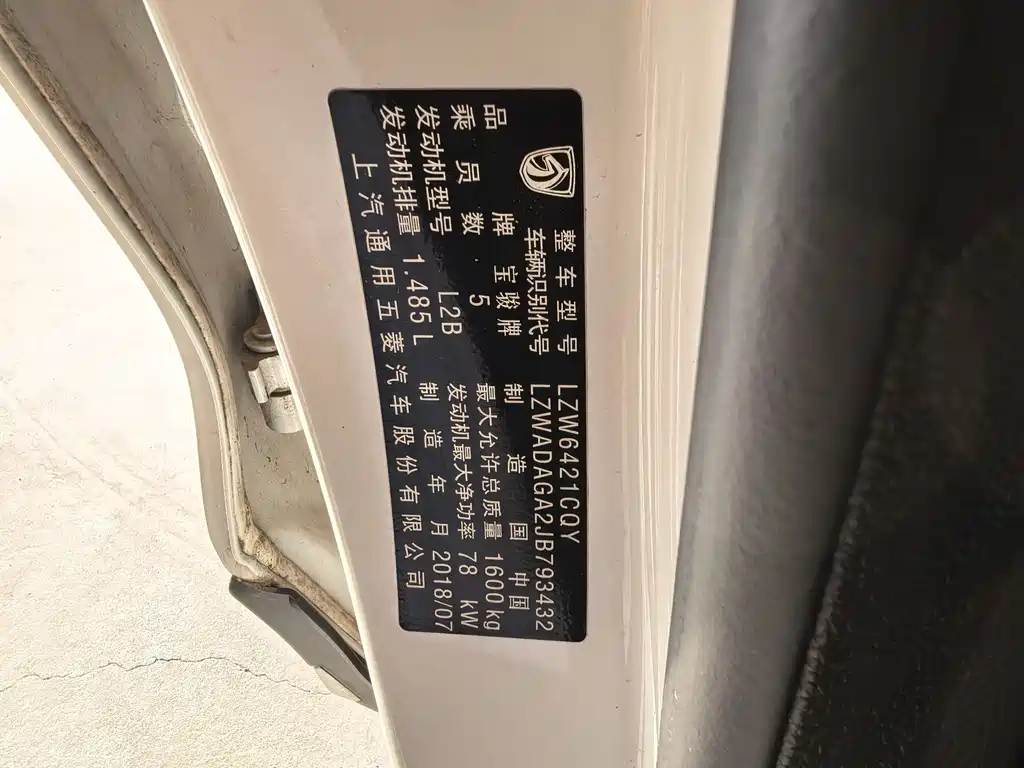 整车型号 LZW6421CQY
车辆识别代号 LZWADAGA2JB793432
品牌 宝骏牌 制造国 中国
乘员数 5 最大允许总质量 1600 kg
发动机型号 L2B 发动机最大净功率 78 kW
发动机排量 1.485 L 制造年月 2018/07
上汽通用五菱汽车股份有限公司